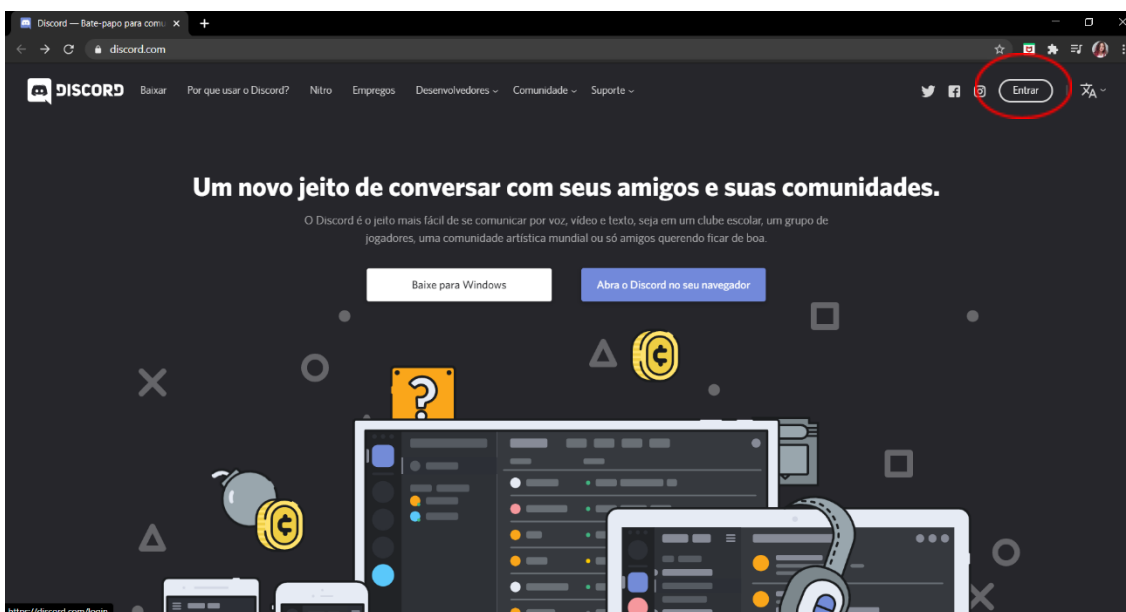 Discord — Bate-papo para comu
discord.com
DISCORD Baixar Por que usar o Discord? Nitro Empregos Desenvolvedores Comunidade Suporte Entrar
Um novo jeito de conversar com seus amigos e suas comunidades.
O Discord é o jeito mais fácil de se comunicar por voz, vídeo e texto, seja em um clube escolar, um grupo de
jogadores, uma comunidade artística mundial ou só amigos querendo ficar de boa.
Baixe para Windows Abra o Discord no seu navegador
?
https://discord.com/login